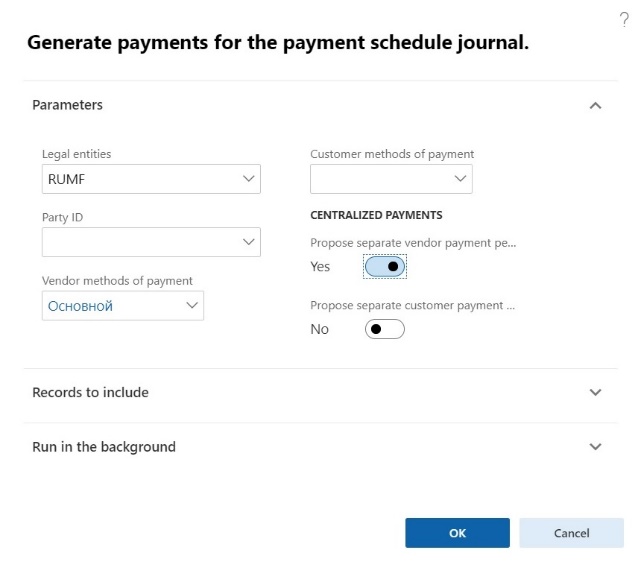 ?
Generate payments for the payment schedule journal.
Parameters
Legal entities
RUMF
Party ID
Vendor methods of payment
Основной
Customer methods of payment
CENTRALIZED PAYMENTS
Propose separate vendor payment pe...
Yes
Propose separate customer payment ...
No
Records to include
Run in the background
OK
Cancel